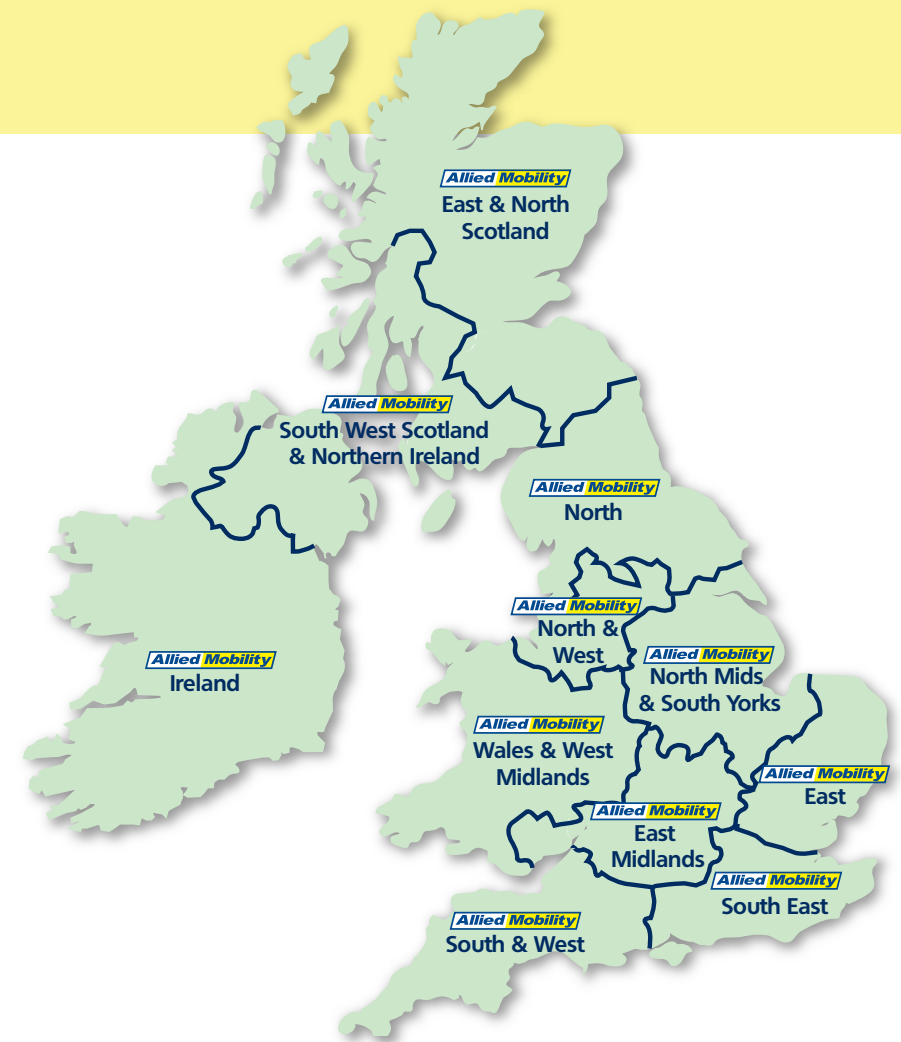 Allied Mobility
East & North
Scotland
Allied Mobility
South West Scotland
& Northern Ireland
Allied Mobility
North
Allied Mobility
North &
West
Allied Mobility
North Mids
& South Yorks
Allied Mobility
Ireland
Allied Mobility
Wales & West
Midlands
Allied Mobility
East
Allied Mobility
East
Midlands
Allied Mobility
South East
Allied Mobility
South & West